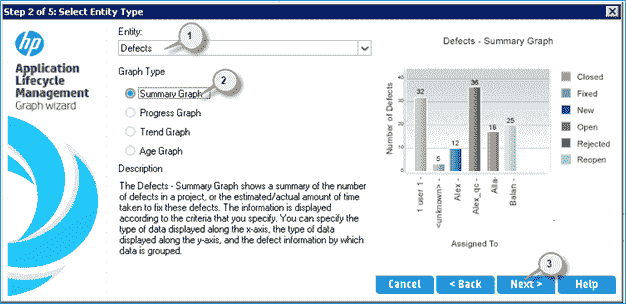 Step 2 of 5: Select Entity Type
hp
Application
Lifecycle
Management
Graph wizard
Entity:
Defects
1
Graph Type
Summary Graph
2
Progress Graph
Trend Graph
Age Graph
Description
The Defects - Summary Graph shows a summary of the number
of defects in a project, or the estimated/actual amount of time
taken to fix these defects. The information is displayed
according to the criteria that you specify. You can specify the
type of data displayed along the x-axis, the type of data
displayed along the y-axis, and the defect information by which
data is grouped.
Defects - Summary Graph
Number of Defects
40
30
20
10
0
32
5
12
36
16
25
1 user 1 -
<unknown> -
Alex -
Alex_qc -
Alla-
Balan -
Assigned To
Closed
Fixed
New
Open
Rejected
Reopen
3
Cancel
< Back
Next >
Help